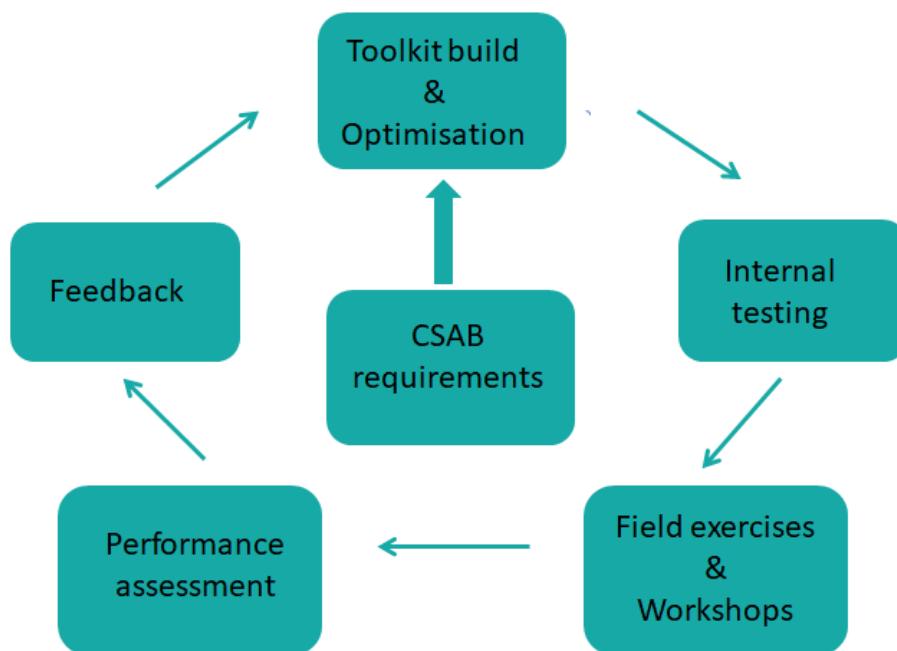 Toolkit build
&
Optimisation
Feedback
Internal
testing
CSAB
requirements
Performance
assessment
Field exercises
&
Workshops